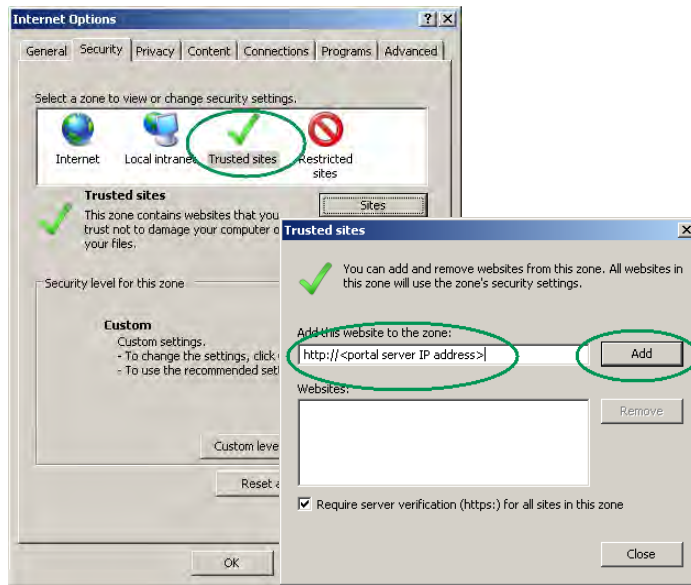 Internet Options
General Security Privacy Content Connections Programs Advanced
Select a zone to view or change security settings.
Internet Local intranet Trusted sites Restricted sites
Trusted sites
This zone contains websites that you
trust not to damage your computer o
your files.
Sites
Security level for this zone
Custom
Custom settings.
- To change the settings, click
- To use the recommended set
Custom leve
Reset a
OK
Trusted sites
You can add and remove websites from this zone. All websites in
this zone will use the zone's security settings.
Add this website to the zone:
http://<portal server IP address>
Add
Websites:
Remove
Require server verification (https:) for all sites in this zone
Close